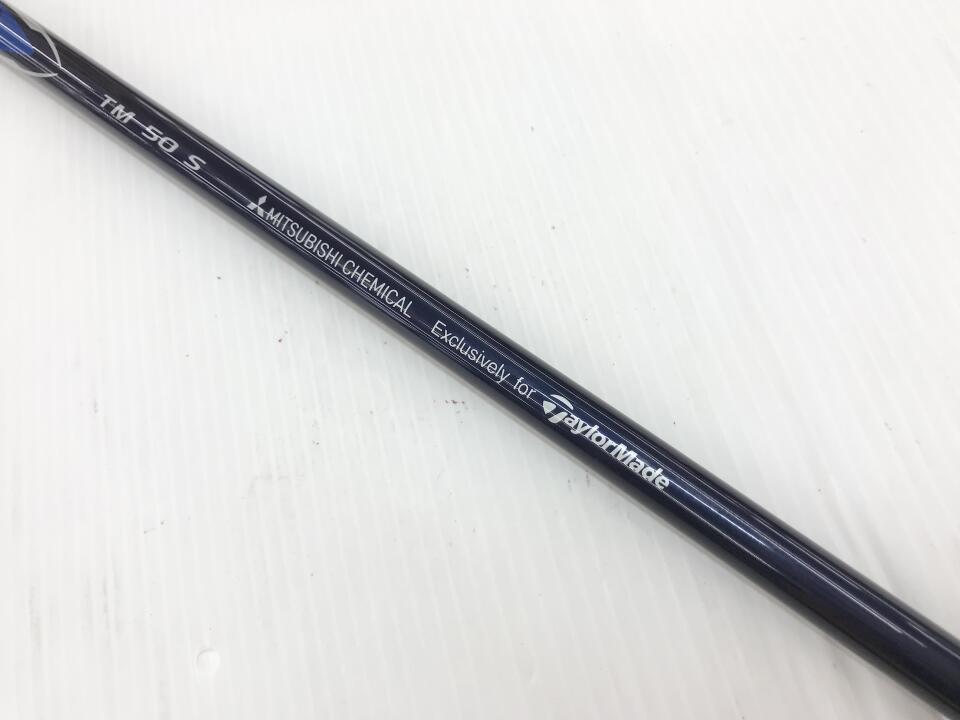 TM 50 S MITSUBISHI CHEMICAL Exclusively for TaylorMade